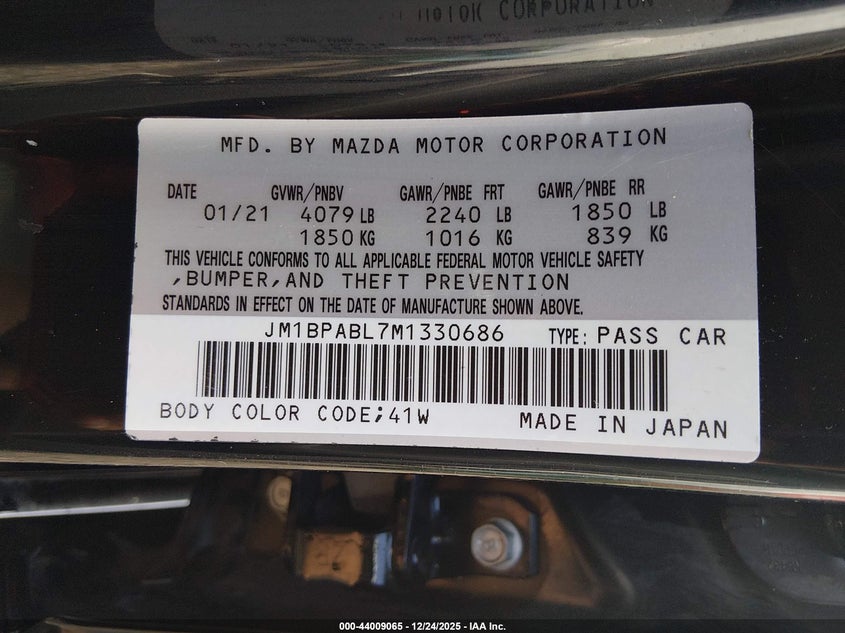 MOTOR CORPORATION
MFD. BY MAZDA MOTOR CORPORATION
DATE GVWR/PNBV GAWR/PNBE FRT GAWR/PNBE RR
01/21 4079 LB 2240 LB 1850 LB
1850 KG 1016 KG 839 KG
THIS VEHICLE CONFORMS TO ALL APPLICABLE FEDERAL MOTOR VEHICLE SAFETY
,BUMPER,AND THEFT PREVENTION
STANDARDS IN EFFECT ON THE DATE OF MANUFACTURE SHOWN ABOVE.
JM1BPABL7M1330686 TYPE: PASS CAR
BODY COLOR CODE;41W MADE IN JAPAN
000-44009065 - 12/24/2025 - IAA Inc.